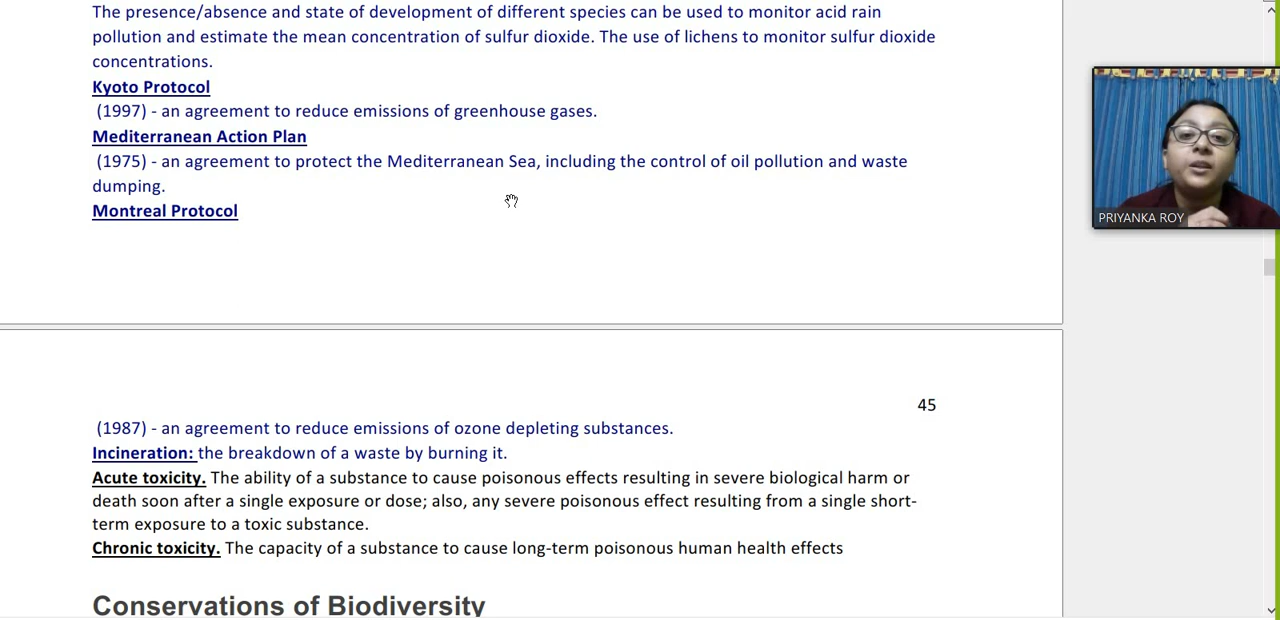 The presence/absence and state of development of different species can be used to monitor acid rain
pollution and estimate the mean concentration of sulfur dioxide. The use of lichens to monitor sulfur dioxide
concentrations.
Kyoto Protocol
(1997) - an agreement to reduce emissions of greenhouse gases.
Mediterranean Action Plan
(1975) - an agreement to protect the Mediterranean Sea, including the control of oil pollution and waste
dumping.
Montreal Protocol
PRIYANKA ROY
45
(1987) - an agreement to reduce emissions of ozone depleting substances.
Incineration: the breakdown of a waste by burning it.
Acute toxicity. The ability of a substance to cause poisonous effects resulting in severe biological harm or
death soon after a single exposure or dose; also, any severe poisonous effect resulting from a single short-
term exposure to a toxic substance.
Chronic toxicity. The capacity of a substance to cause long-term poisonous human health effects
Conservations of Biodiversity